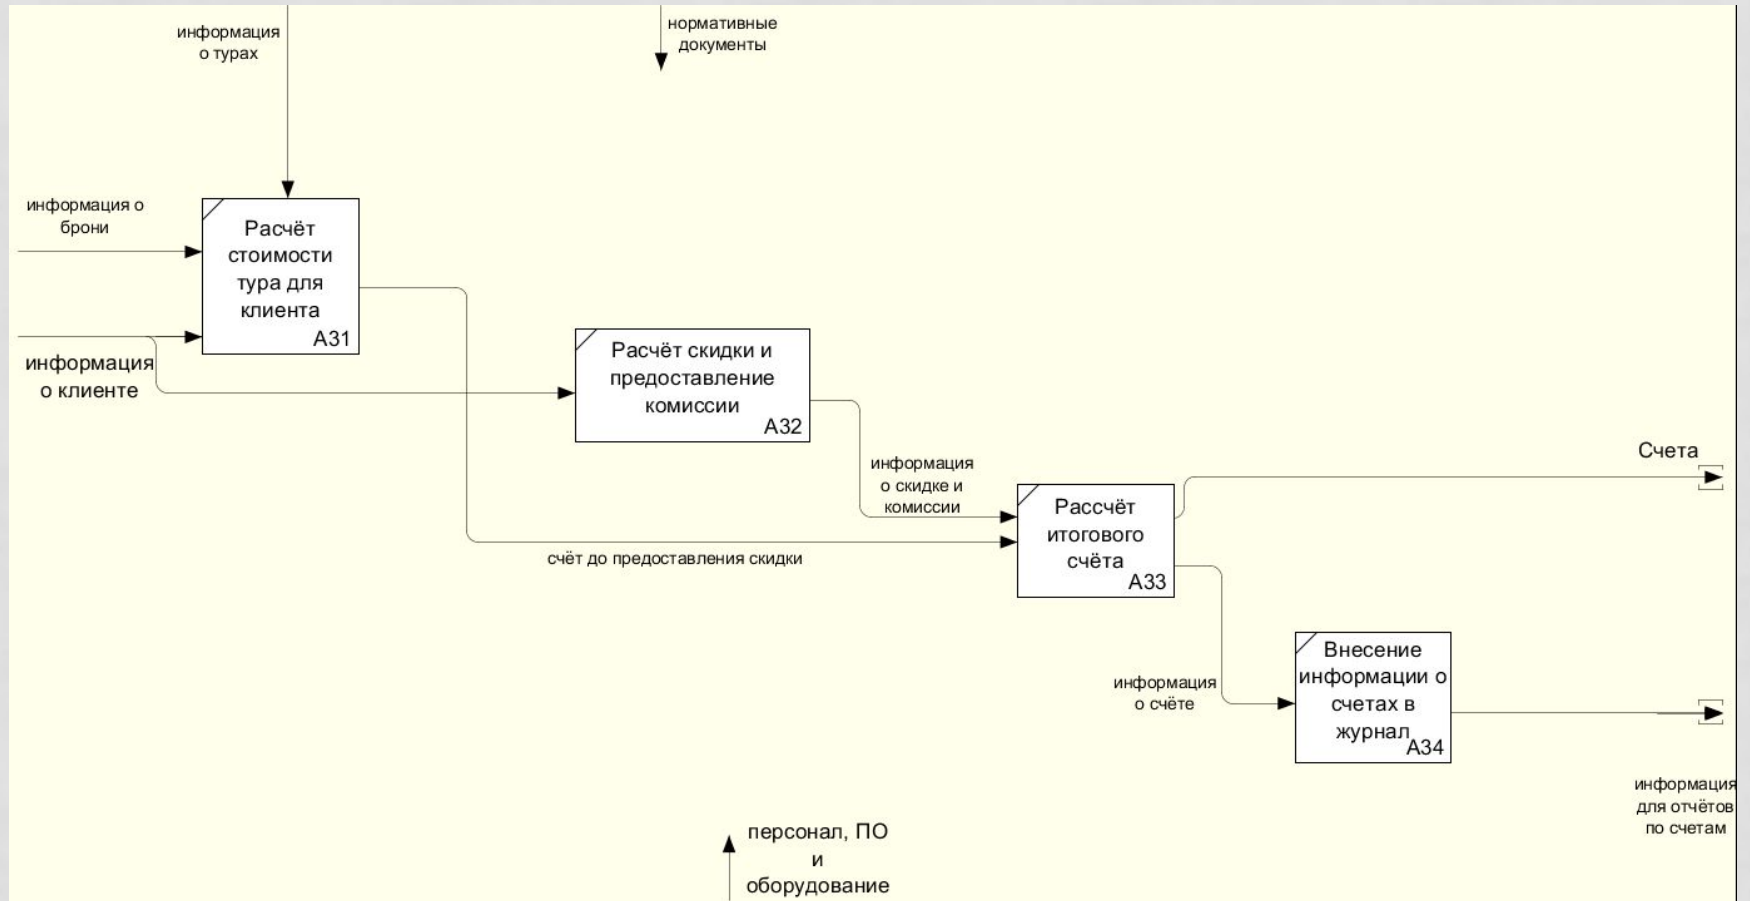 информация
о турах
нормативные
документы
информация о
брони
Расчёт
стоимости
тура для
клиента
A31
информация
о клиенте
Расчёт скидки и
предоставление
комиссии
A32
информация
о скидке и
комиссии
Счета
Рассчёт
итогового
счёта
A33
счёт до предоставления скидки
информация
о счёте
Внесение
информации о
счетах в
журнал
A34
информация
для отчётов
по счетам
персонал, ПО
и
оборудование